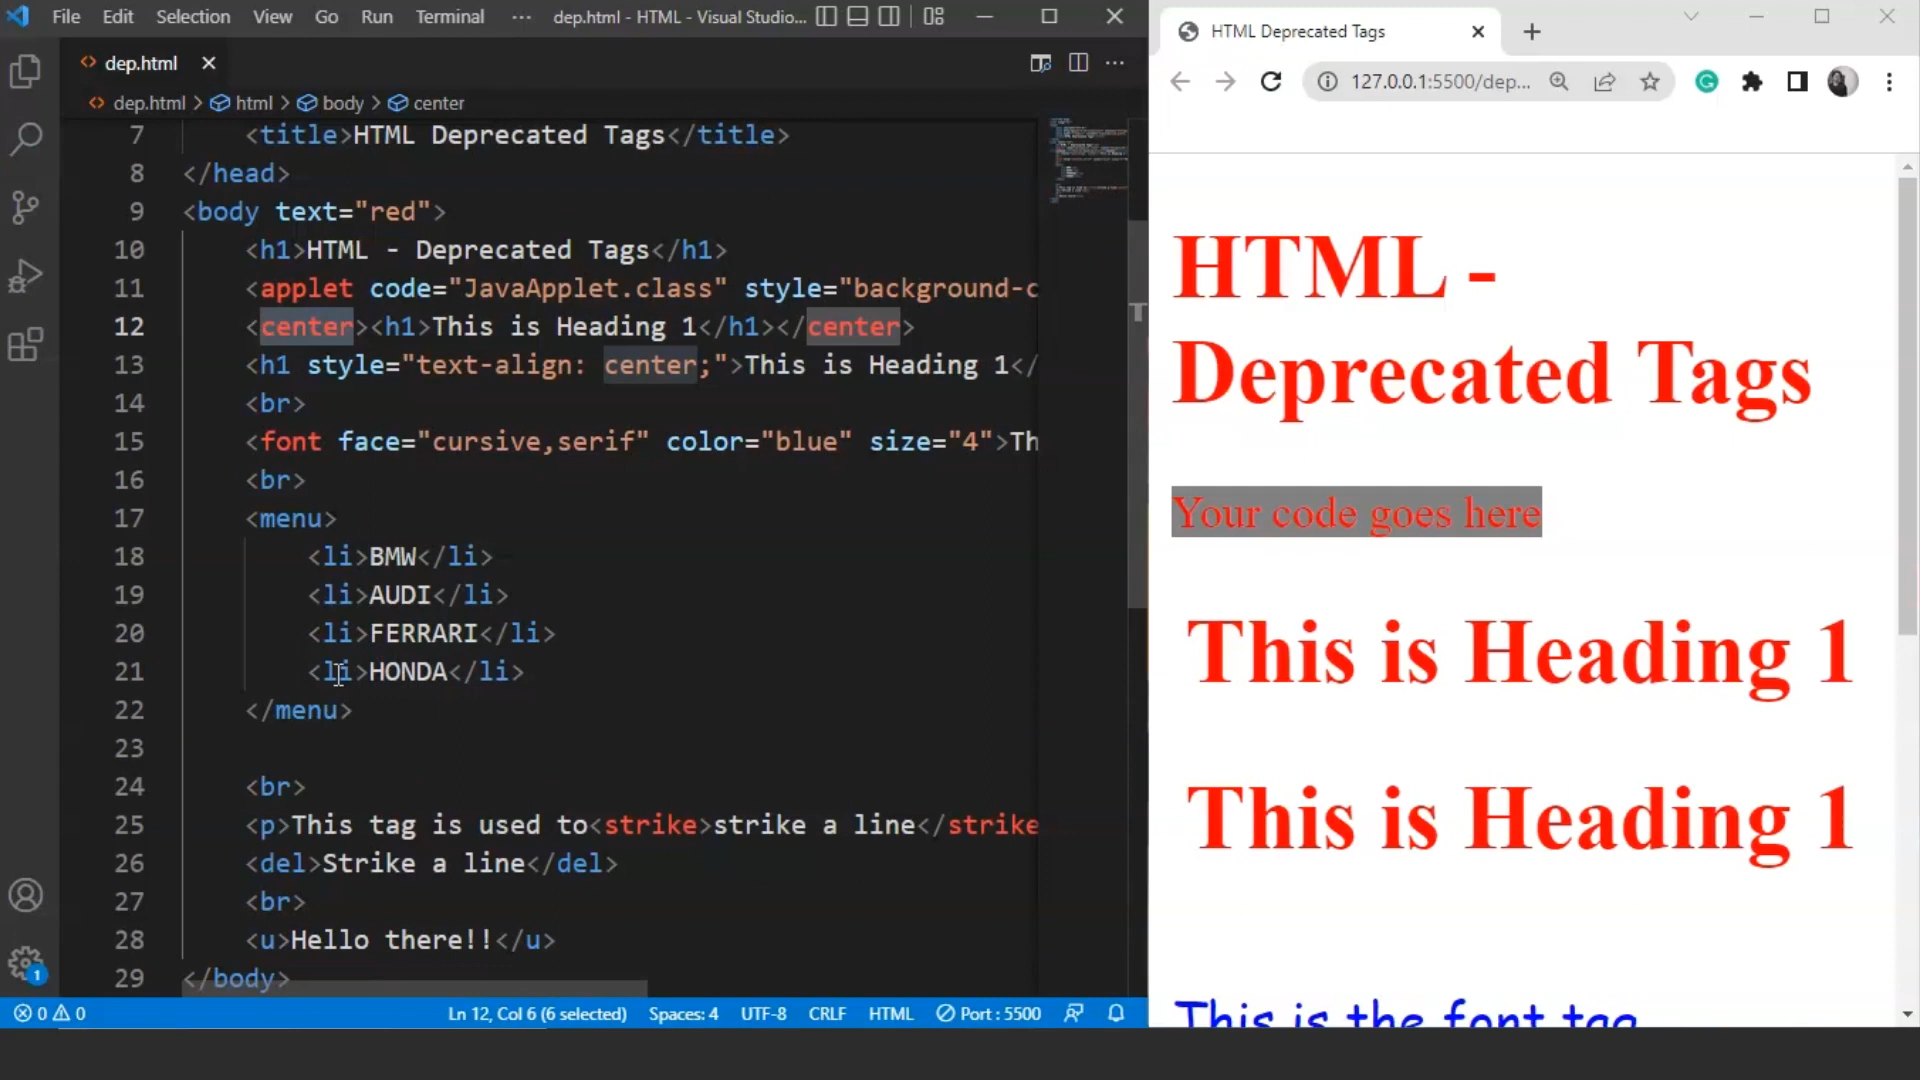 File Edit Selection View Go Run Terminal ··· dep.html - HTML - Visual Studio...
dep.html
dep.html > html > body > center
7 <title>HTML Deprecated Tags</title>
8 </head>
9 <body text="red">
10 <h1>HTML - Deprecated Tags</h1>
11 <applet code="JavaApplet.class" style="background-c
12 <center><h1>This is Heading 1</h1></center>
13 <h1 style="text-align: center;">This is Heading 1</
14 <br>
15 <font face="cursive,serif" color="blue" size="4">Th
16 <br>
17 <menu>
18 <li>BMW</li>
19 <li>AUDI</li>
20 <li>FERRARI</li>
21 <li>HONDA</li>
22 </menu>
23
24 <br>
25 <p>This tag is used to<strike>strike a line</strike
26 <del>Strike a line</del>
27 <br>
28 <u>Hello there!!</u>
29 </body>
1
0 0 Ln 12, Col 6 (6 selected) Spaces: 4 UTF-8 CRLF HTML Port : 5500
HTML Deprecated Tags
127.0.0.1:5500/dep...
HTML -
Deprecated Tags
Your code goes here
This is Heading 1
This is Heading 1
This is the font tag